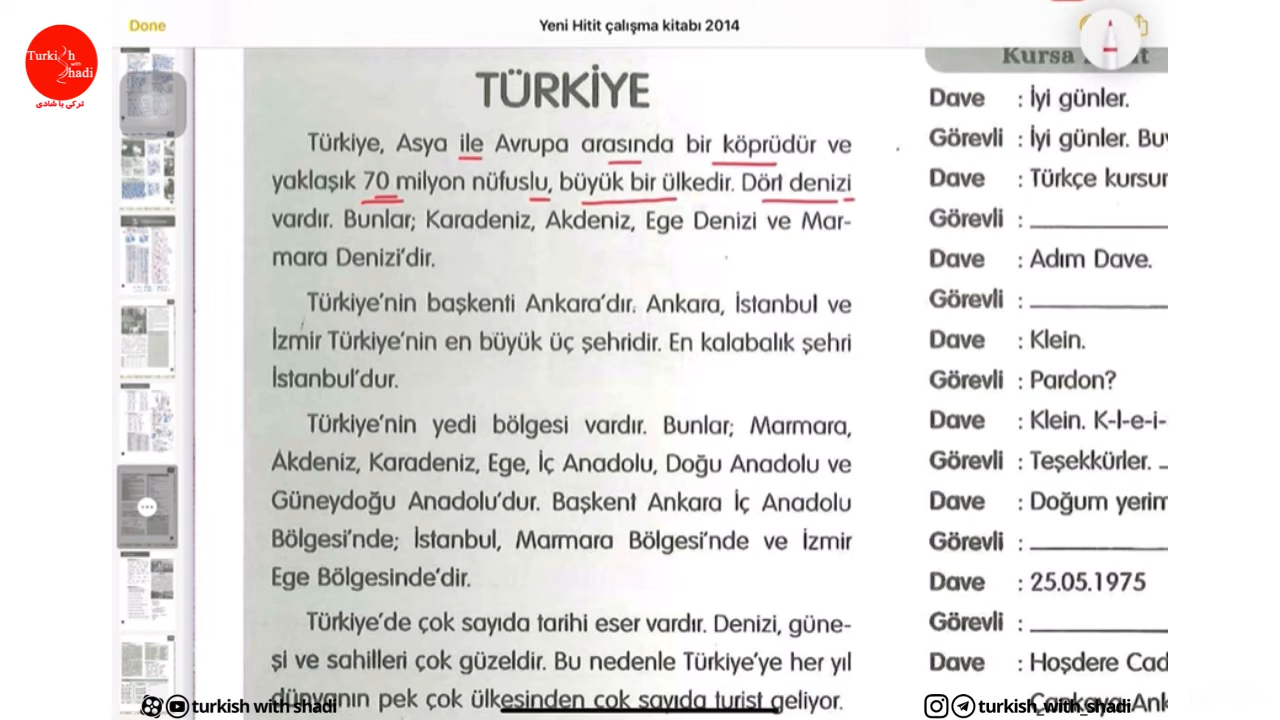 Done
Yeni Hitit çalışma kitabı 2014
Turkish
with
Shadi
ترکی با شادی
TÜRKİYE
Türkiye, Asya ile Avrupa arasında bir köprüdür ve
yaklaşık 70 milyon nüfuslu, büyük bir ülkedir. Dört denizi
vardır. Bunlar; Karadeniz, Akdeniz, Ege Denizi ve Mar-
mara Denizi'dir.
Türkiye'nin başkenti Ankara'dır. Ankara, İstanbul ve
İzmir Türkiye'nin en büyük üç şehridir. En kalabalık şehri
İstanbul'dur.
Türkiye'nin yedi bölgesi vardır. Bunlar; Marmara,
Akdeniz, Karadeniz, Ege, İç Anadolu, Doğu Anadolu ve
Güneydoğu Anadolu'dur. Başkent Ankara İç Anadolu
Bölgesi'nde; İstanbul, Marmara Bölgesi'nde ve İzmir
Ege Bölgesinde'dir.
Türkiye'de çok sayıda tarihi eser vardır. Denizi, güne-
şi ve sahilleri çok güzeldir. Bu nedenle Türkiye'ye her yıl
dünyanın pek çok ülkesinden çok sayıda turist geliyor.
Kursa
Dave : İyi günler.
Görevli : İyi günler. Buy
Dave : Türkçe kursun
Görevli :
Dave : Adım Dave.
Görevli :
Dave : Klein.
Görevli : Pardon?
Dave : Klein. K-l-e-i-
Görevli : Teşekkürler.
Dave : Doğum yerim
Görevli :
Dave : 25.05.1975
Görevli :
Dave : Hoşdere Cad
Çankaya Ank
turkish with shadi
turkish_with_shadi